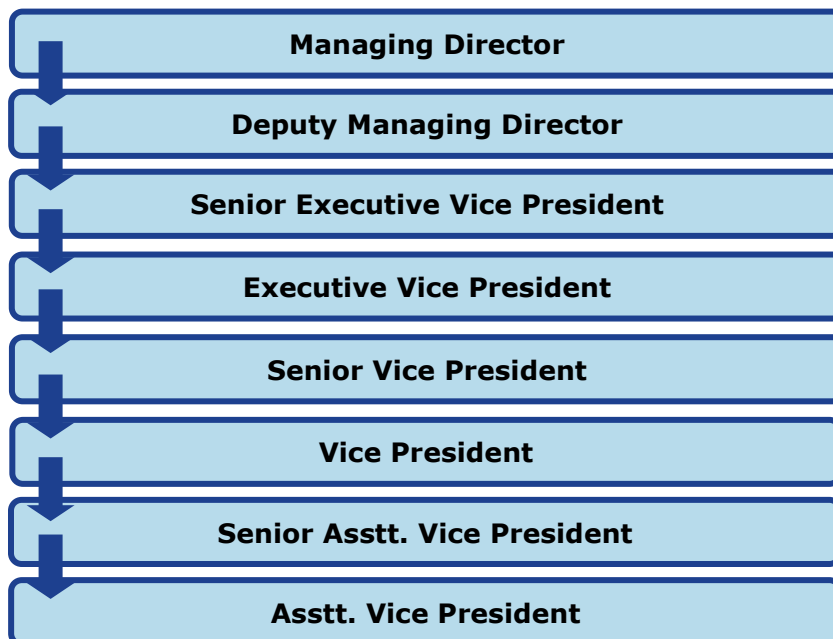 Managing Director
Deputy Managing Director
Senior Executive Vice President
Executive Vice President
Senior Vice President
Vice President
Senior Asstt. Vice President
Asstt. Vice President